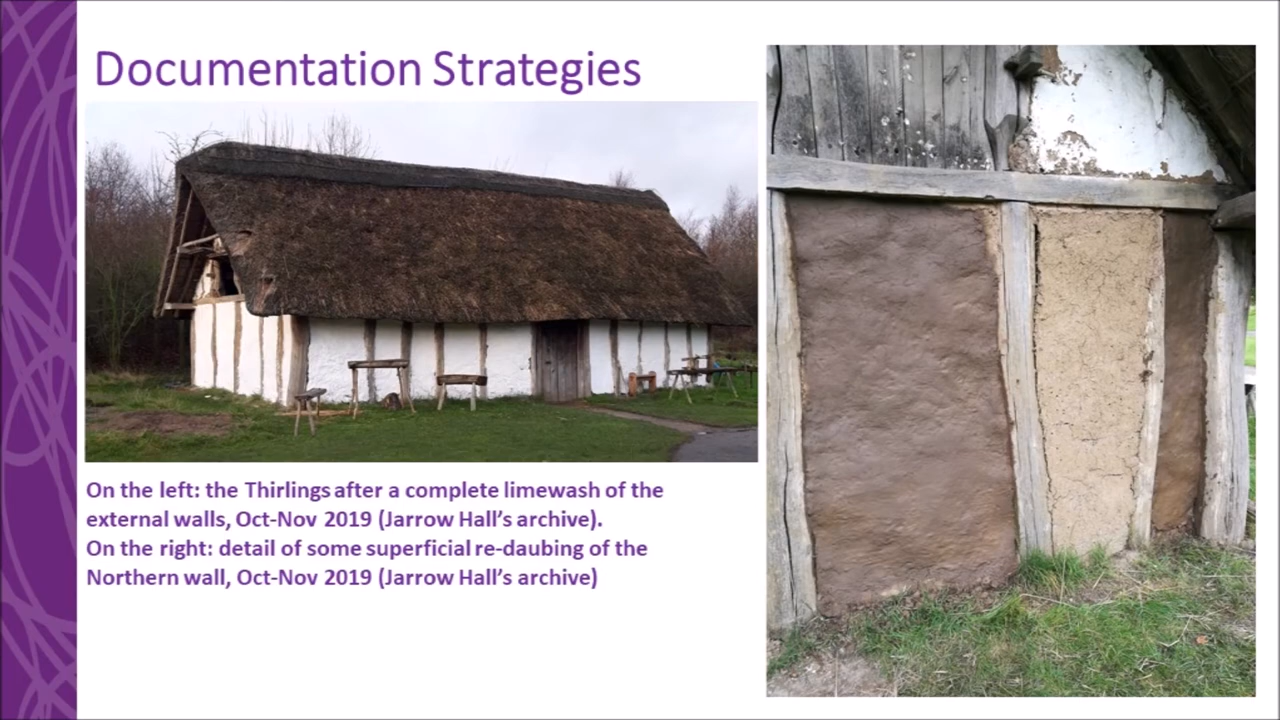 Documentation Strategies
On the left: the Thirlings after a complete limewash of the
external walls, Oct-Nov 2019 (Jarrow Hall’s archive).
On the right: detail of some superficial re-daubing of the
Northern wall, Oct-Nov 2019 (Jarrow Hall’s archive)